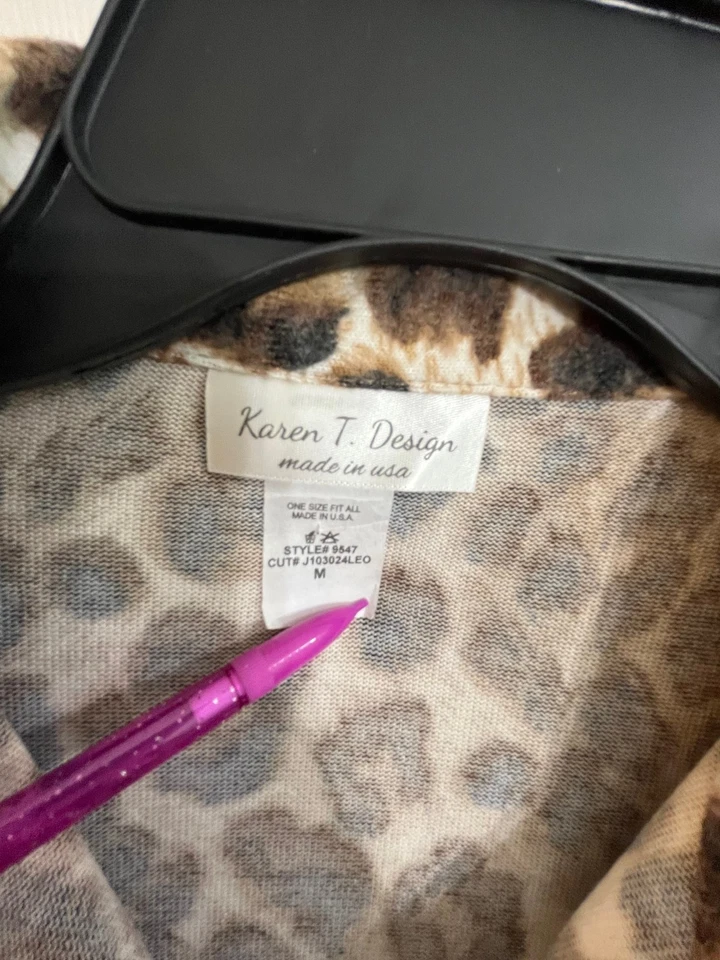 Karen T. Design
made in usa
ONE SIZE FIT ALL
MADE IN U.S.A.
STYLE# 9547
CUT# J103024LEO
M